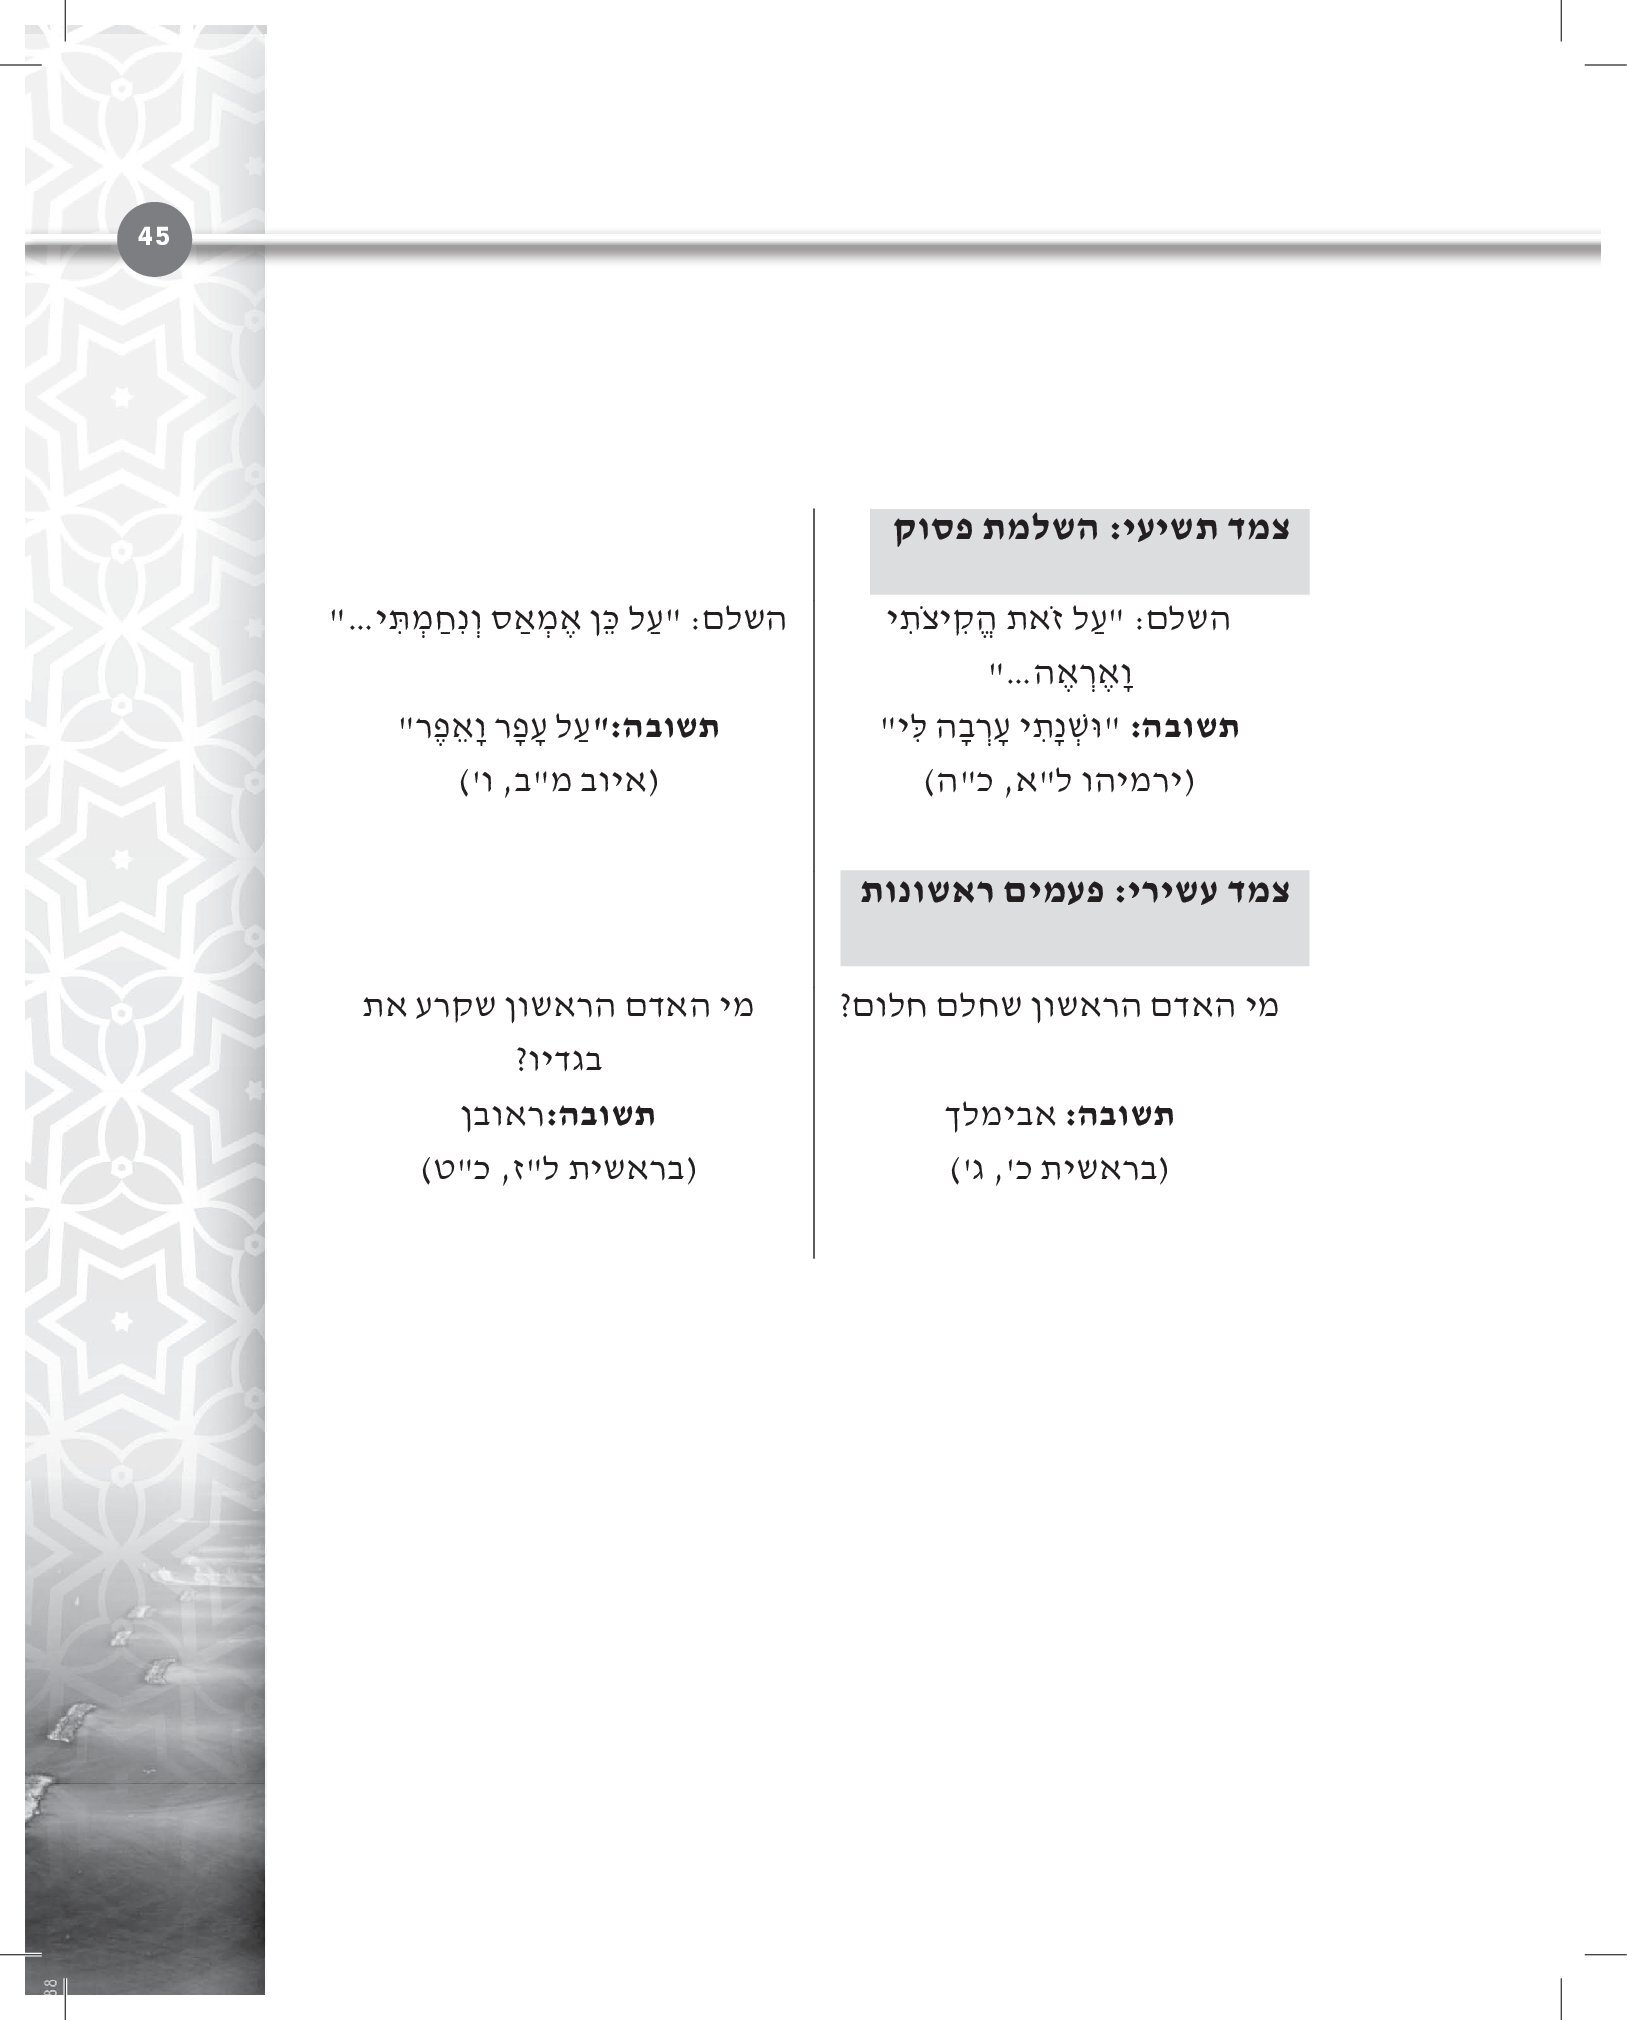 45
צמד תשיעי: השלמת פסוק
השלם: "עַל זֹאת הֱקִיצֹתִי
וָאֶרְאֶה..."
תשובה: "וּשְׁנָתִי עָרְבָה לִּי"
(ירמיהו ל"א, כ"ה)
השלם: "עַל כֵּן אֶמְאַס וְנִחַמְתִּי..."
תשובה:"עַל עָפָר וָאֵפֶר"
(איוב מ"ב, ו')
צמד עשירי: פעמים ראשונות
מי האדם הראשון שחלם חלום?
תשובה: אבימלך
(בראשית כ', ג')
מי האדם הראשון שקרע את
בגדיו?
תשובה:ראובן
(בראשית ל"ז, כ"ט)